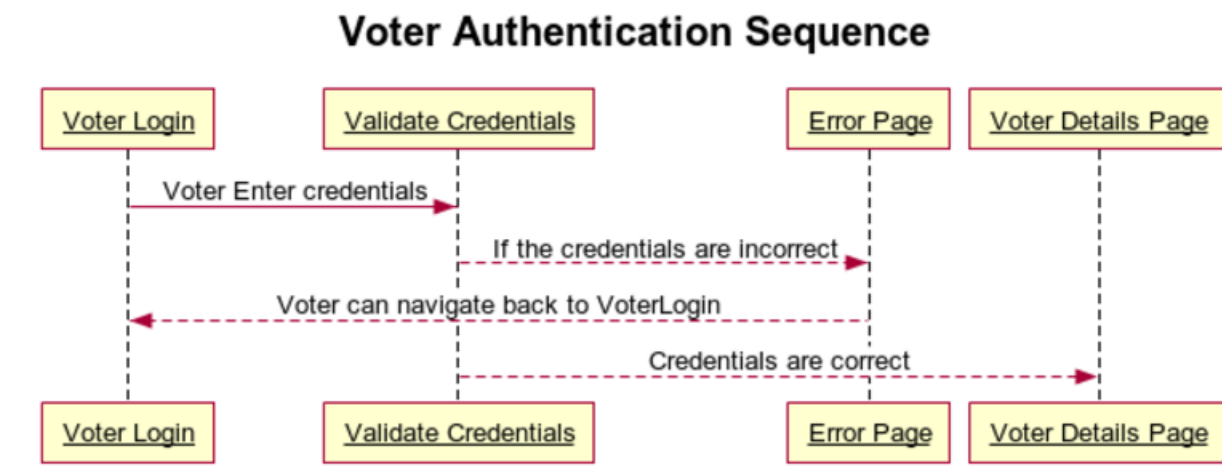 Voter Authentication Sequence
Voter Login
Validate Credentials
Error Page
Voter Details Page
Voter Enter credentials
If the credentials are incorrect
Voter can navigate back to VoterLogin
Credentials are correct
Voter Login
Validate Credentials
Error Page
Voter Details Page